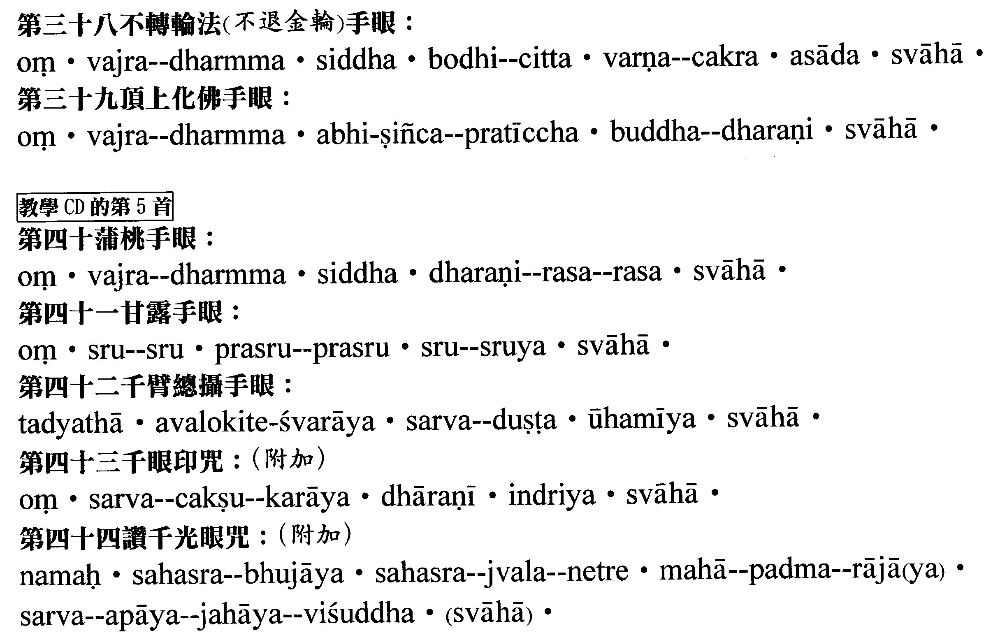 第三十八不轉輪法(不退金輪)手眼：
oṃ • vajra--dharmma • siddha • bodhi--citta • varṇa--cakra • asāda • svāhā •
第三十九頂上化佛手眼：
oṃ • vajra--dharmma • abhi-ṣiñca--pratīccha • buddha--dharaṇi • svāhā •
教學 CD 的第 5 首
第四十蒲桃手眼：
oṃ • vajra--dharmma • siddha • dharaṇi--rasa--rasa • svāhā •
第四十一甘露手眼：
oṃ • sru--sru • prasru--prasru • sru--sruya • svāhā •
第四十二千臂總攝手眼：
tadyathā • avalokite-śvarāya • sarva--duṣṭa • ūhamīya • svāhā •
第四十三千眼印咒：(附加)
oṃ • sarva--cakṣu--karāya • dhāraṇī • indriya • svāhā •
第四十四讚千光眼咒：(附加)
namaḥ • sahasra--bhujāya • sahasra--jvala--netre • mahā--padma--rājā(ya) •
sarva--apāya--jahāya--viśuddha • (svāhā) •